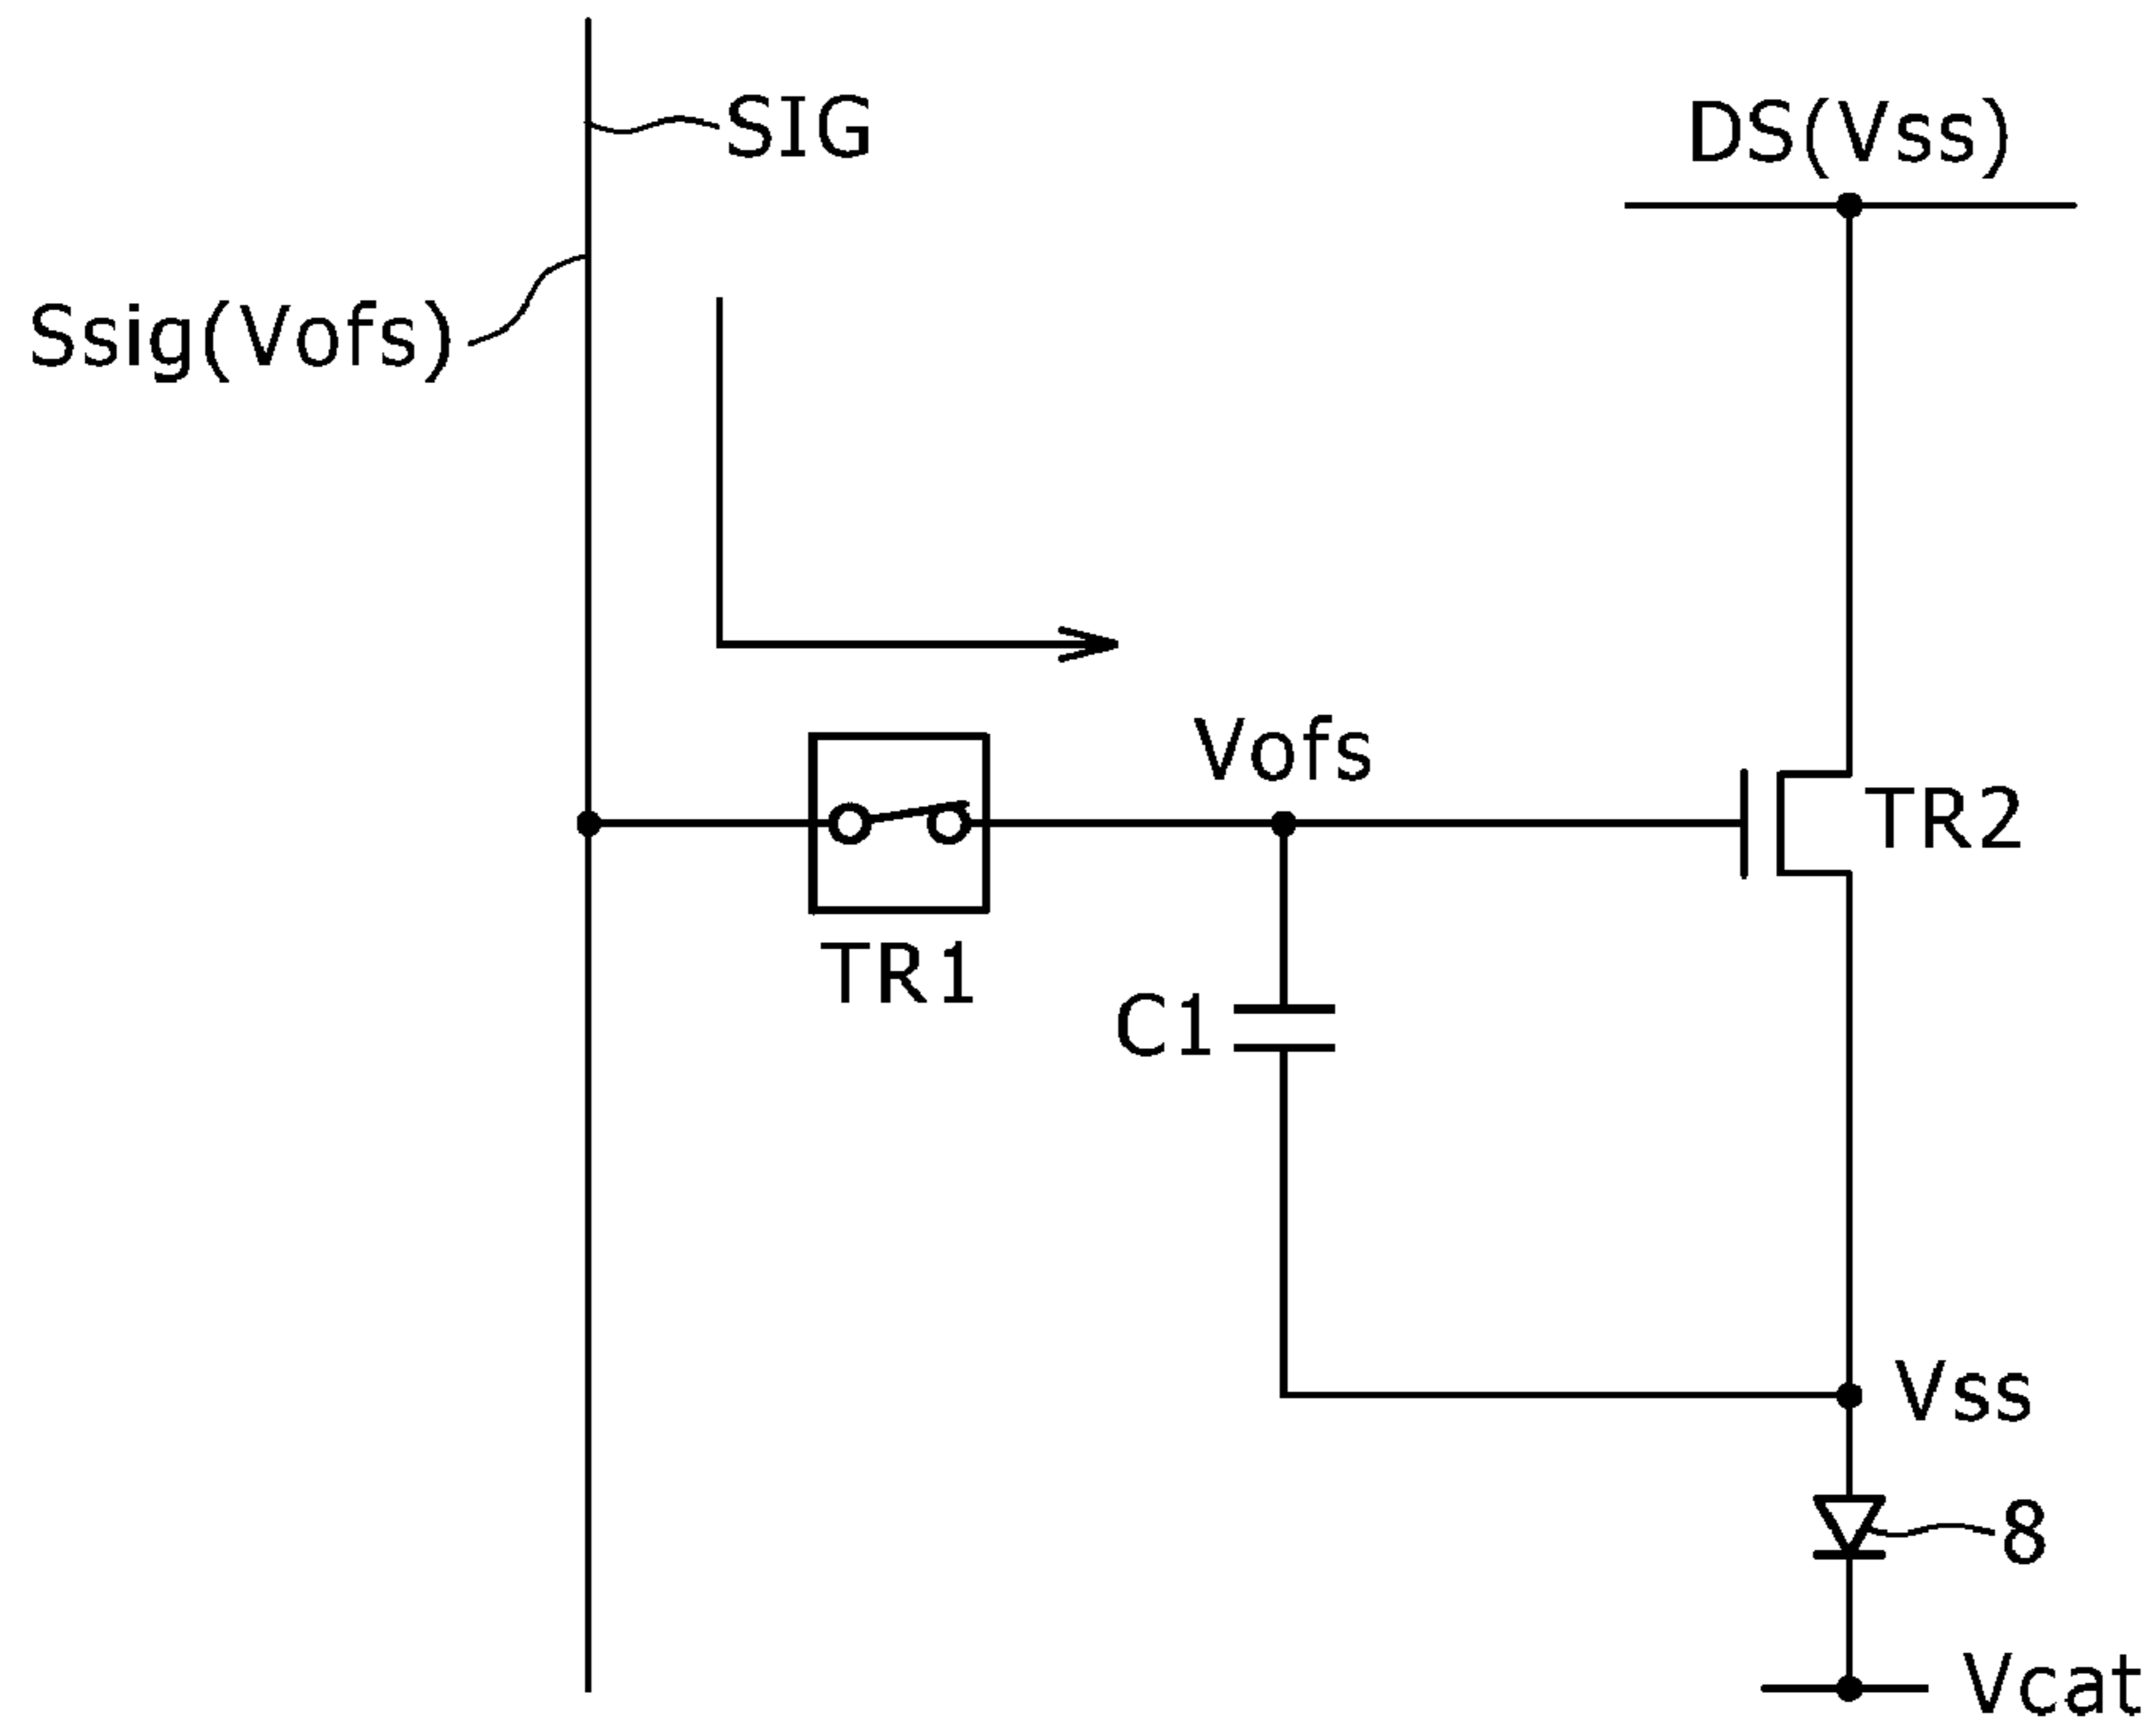 SIG
DS(Vss)
Ssig(Vofs)
Vofs
TR2
TR1
C1
Vss
8
Vcat